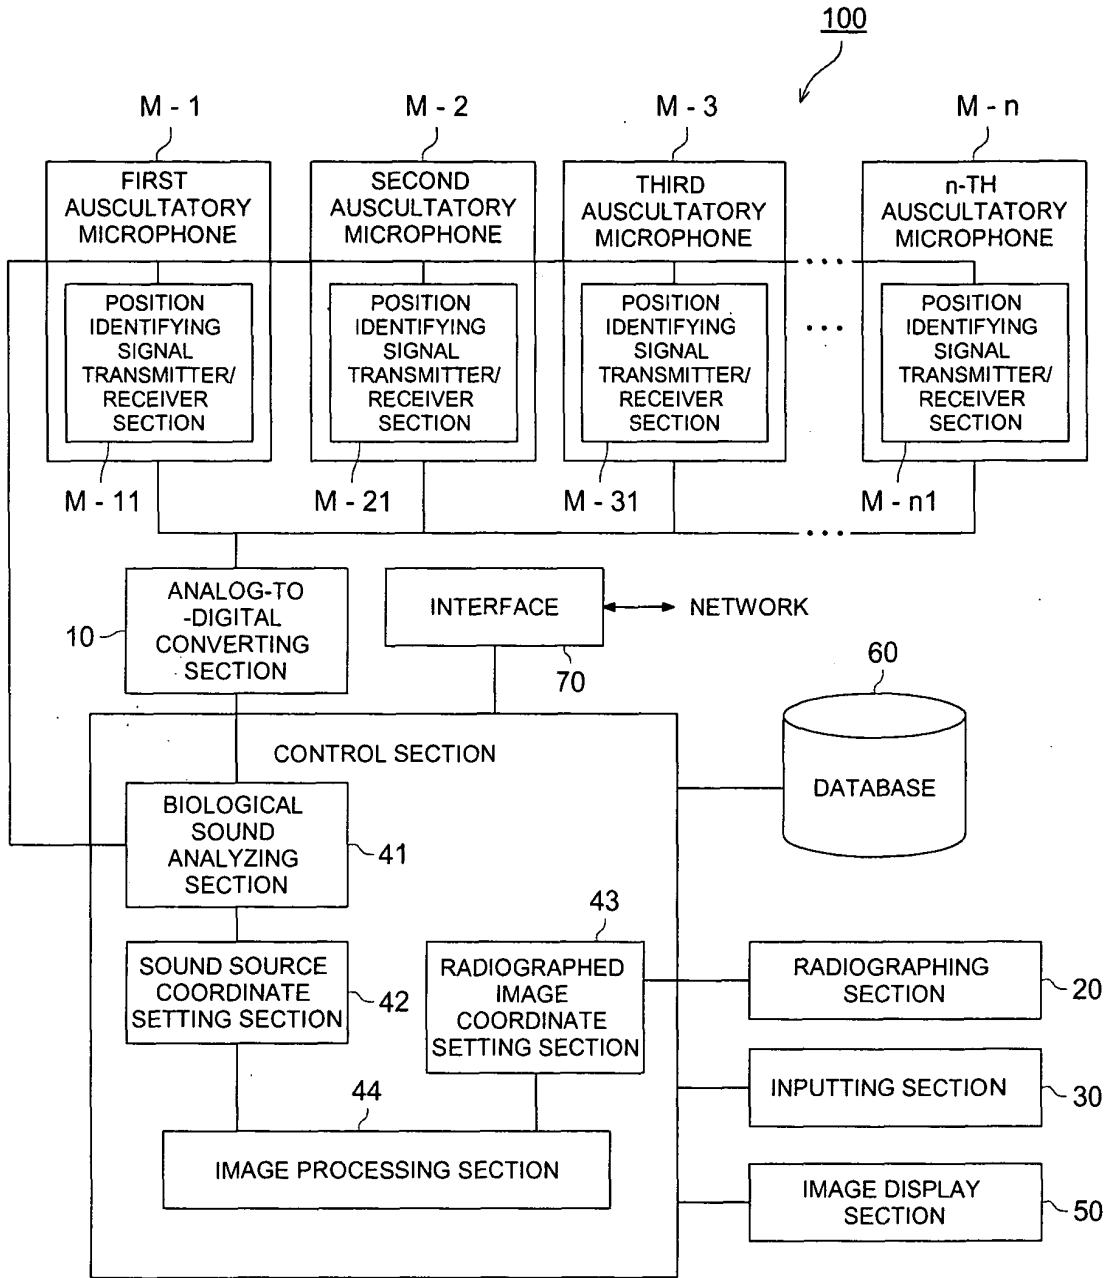 100
M - 1
M - 2
M - 3
M - n
FIRST
AUSCULTATORY
MICROPHONE
SECOND
AUSCULTATORY
MICROPHONE
THIRD
AUSCULTATORY
MICROPHONE
n-TH
AUSCULTATORY
MICROPHONE
POSITION
IDENTIFYING
SIGNAL
TRANSMITTER/
RECEIVER
SECTION
POSITION
IDENTIFYING
SIGNAL
TRANSMITTER/
RECEIVER
SECTION
POSITION
IDENTIFYING
SIGNAL
TRANSMITTER/
RECEIVER
SECTION
POSITION
IDENTIFYING
SIGNAL
TRANSMITTER/
RECEIVER
SECTION
M - 11
M - 21
M - 31
M - n1
ANALOG-TO
-DIGITAL
CONVERTING
SECTION
10
INTERFACE
NETWORK
70
60
DATABASE
CONTROL SECTION
BIOLOGICAL
SOUND
ANALYZING
SECTION
41
SOUND SOURCE
COORDINATE
SETTING SECTION
42
43
RADIOGRAPHED
IMAGE
COORDINATE
SETTING SECTION
RADIOGRAPHING
SECTION
20
INPUTTING SECTION
30
44
IMAGE PROCESSING SECTION
IMAGE DISPLAY
SECTION
50